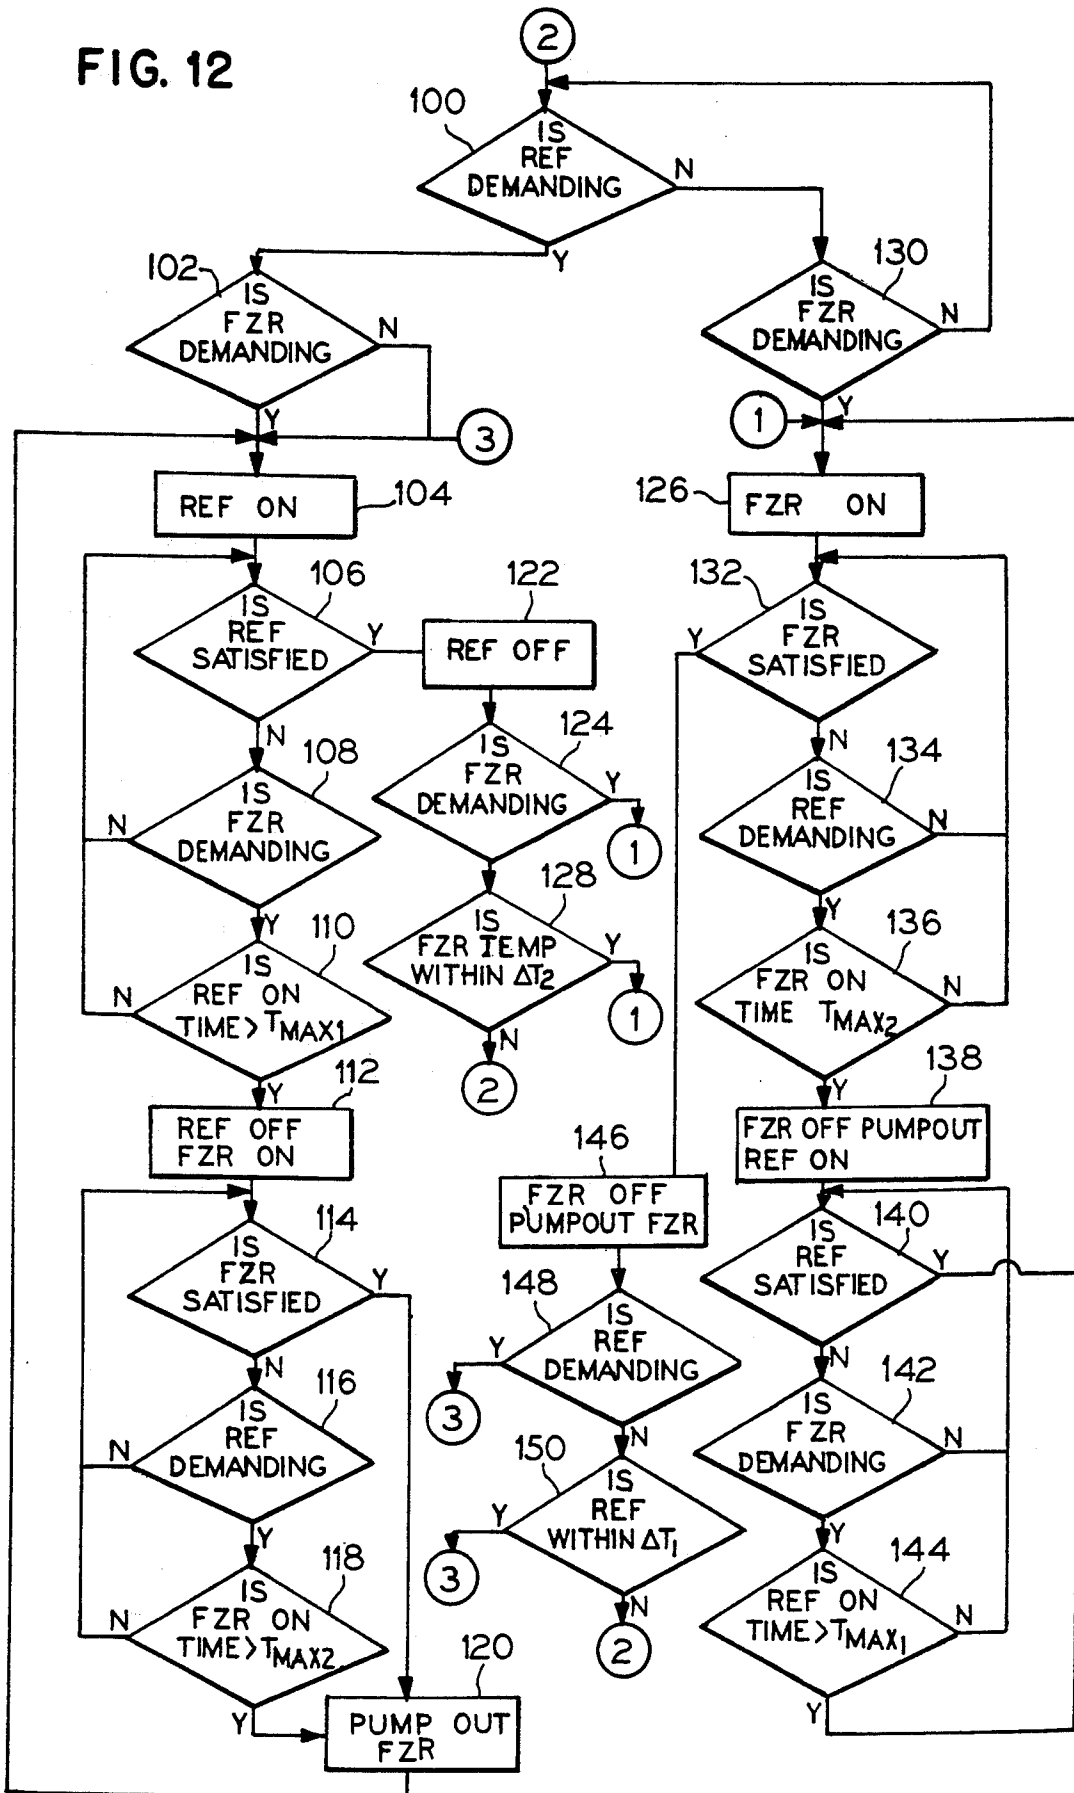 FIG. 12
2
100
IS
REF
DEMANDING
N
Y
102
IS
FZR
DEMANDING
N
Y
3
130
IS
FZR
DEMANDING
N
Y
1
REF ON
104
126
FZR ON
106
IS
REF
SATISFIED
Y
N
122
REF OFF
132
IS
FZR
SATISFIED
Y
N
108
IS
FZR
DEMANDING
N
Y
124
IS
FZR
DEMANDING
Y
1
134
IS
REF
DEMANDING
N
Y
110
IS
REF ON
TIME > TMAX1
N
Y
128
IS
FZR TEMP
WITHIN ΔT2
Y
1
N
2
136
IS
FZR ON
TIME TMAX2
N
Y
112
REF OFF
FZR ON
138
FZR OFF PUMPOUT
REF ON
114
IS
FZR
SATISFIED
Y
N
146
FZR OFF
PUMPOUT FZR
140
IS
REF
SATISFIED
Y
N
116
IS
REF
DEMANDING
N
Y
148
IS
REF
DEMANDING
Y
3
N
142
IS
FZR
DEMANDING
N
Y
118
IS
FZR ON
TIME > TMAX2
N
Y
150
IS
REF
WITHIN ΔT1
Y
3
N
2
144
IS
REF ON
TIME > TMAX1
N
Y
120
PUMP OUT
FZR